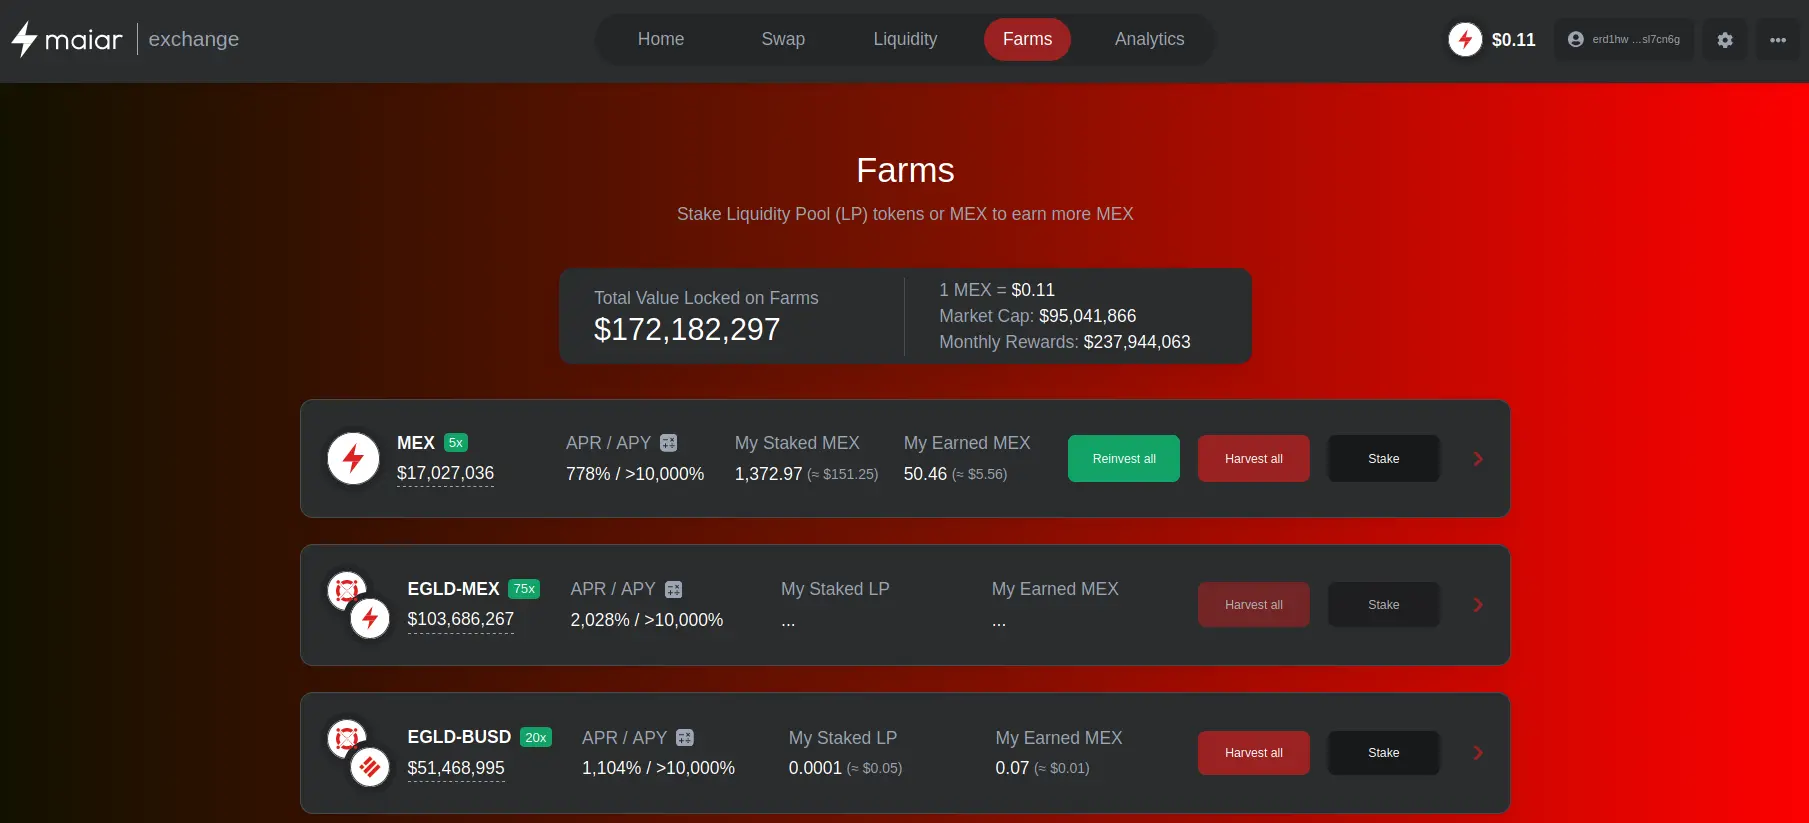 maiar | exchange
Home Swap Liquidity Farms Analytics
$0.11 erd1hw ...sl7cn6g
Farms
Stake Liquidity Pool (LP) tokens or MEX to earn more MEX
Total Value Locked on Farms
$172,182,297
1 MEX = $0.11
Market Cap: $95,041,866
Monthly Rewards: $237,944,063
MEX 5x
$17,027,036
APR / APY
778% / >10,000%
My Staked MEX
1,372.97 (≈ $151.25)
My Earned MEX
50.46 (≈ $5.56)
Reinvest all
Harvest all
Stake
EGLD-MEX 75x
$103,686,267
APR / APY
2,028% / >10,000%
My Staked LP
...
My Earned MEX
...
Harvest all
Stake
EGLD-BUSD 20x
$51,468,995
APR / APY
1,104% / >10,000%
My Staked LP
0.0001 (≈ $0.05)
My Earned MEX
0.07 (≈ $0.01)
Harvest all
Stake